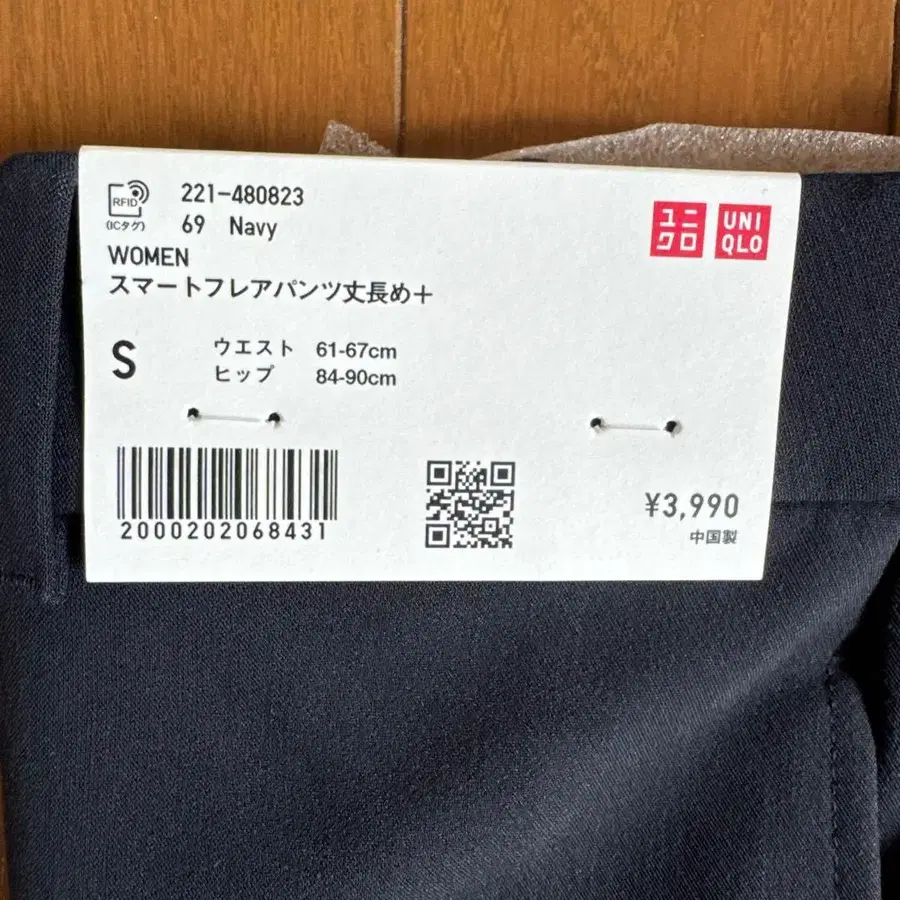 RFID
(ICタグ)
221-480823
69 Navy
WOMEN
スマートフレアパンツ丈長め+
ユニ
クロ
UNI
QLO
S
ウエスト 61-67cm
ヒップ 84-90cm
2000202068431
¥3,990
中国製